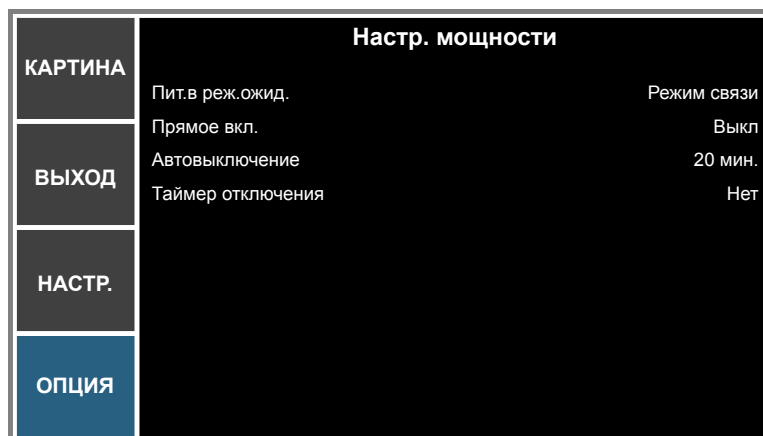 КАРТИНА
ВЫХОД
НАСТР.
ОПЦИЯ
Настр. мощности
Пит.в реж.ожид. Режим связи
Прямое вкл. Выкл
Автовыключение 20 мин.
Таймер отключения Нет